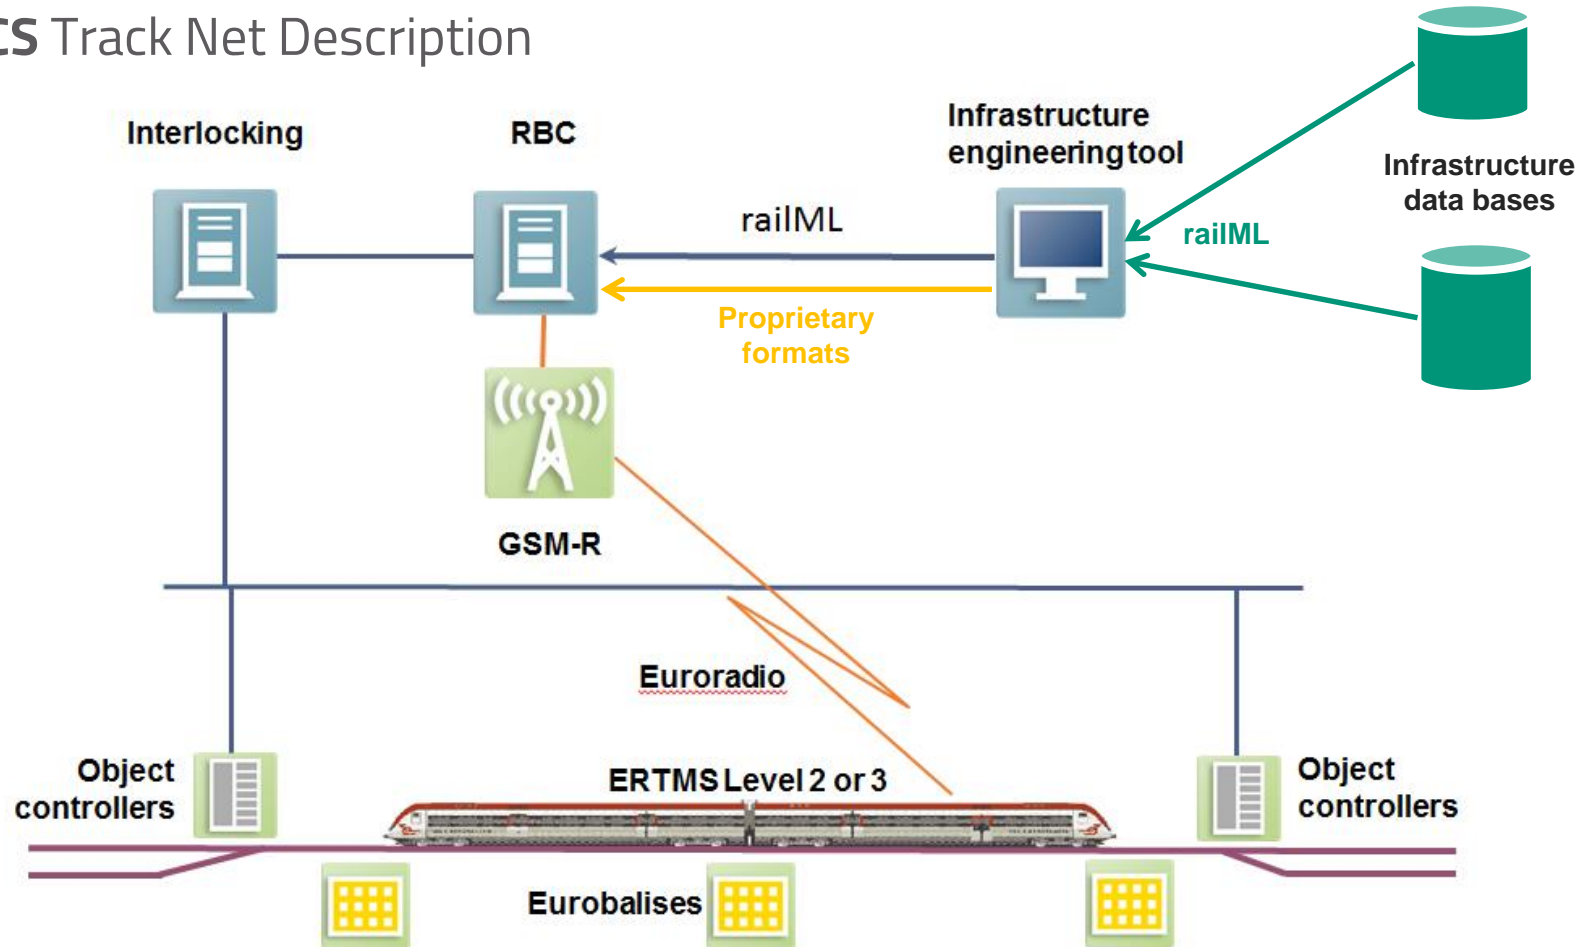 CS Track Net Description
Interlocking
RBC
Infrastructure
engineering tool
Infrastructure
data bases
railML
railML
Proprietary
formats
GSM-R
Euroradio
Object
controllers
ERTMS Level 2 or 3
Object
controllers
Eurobalises